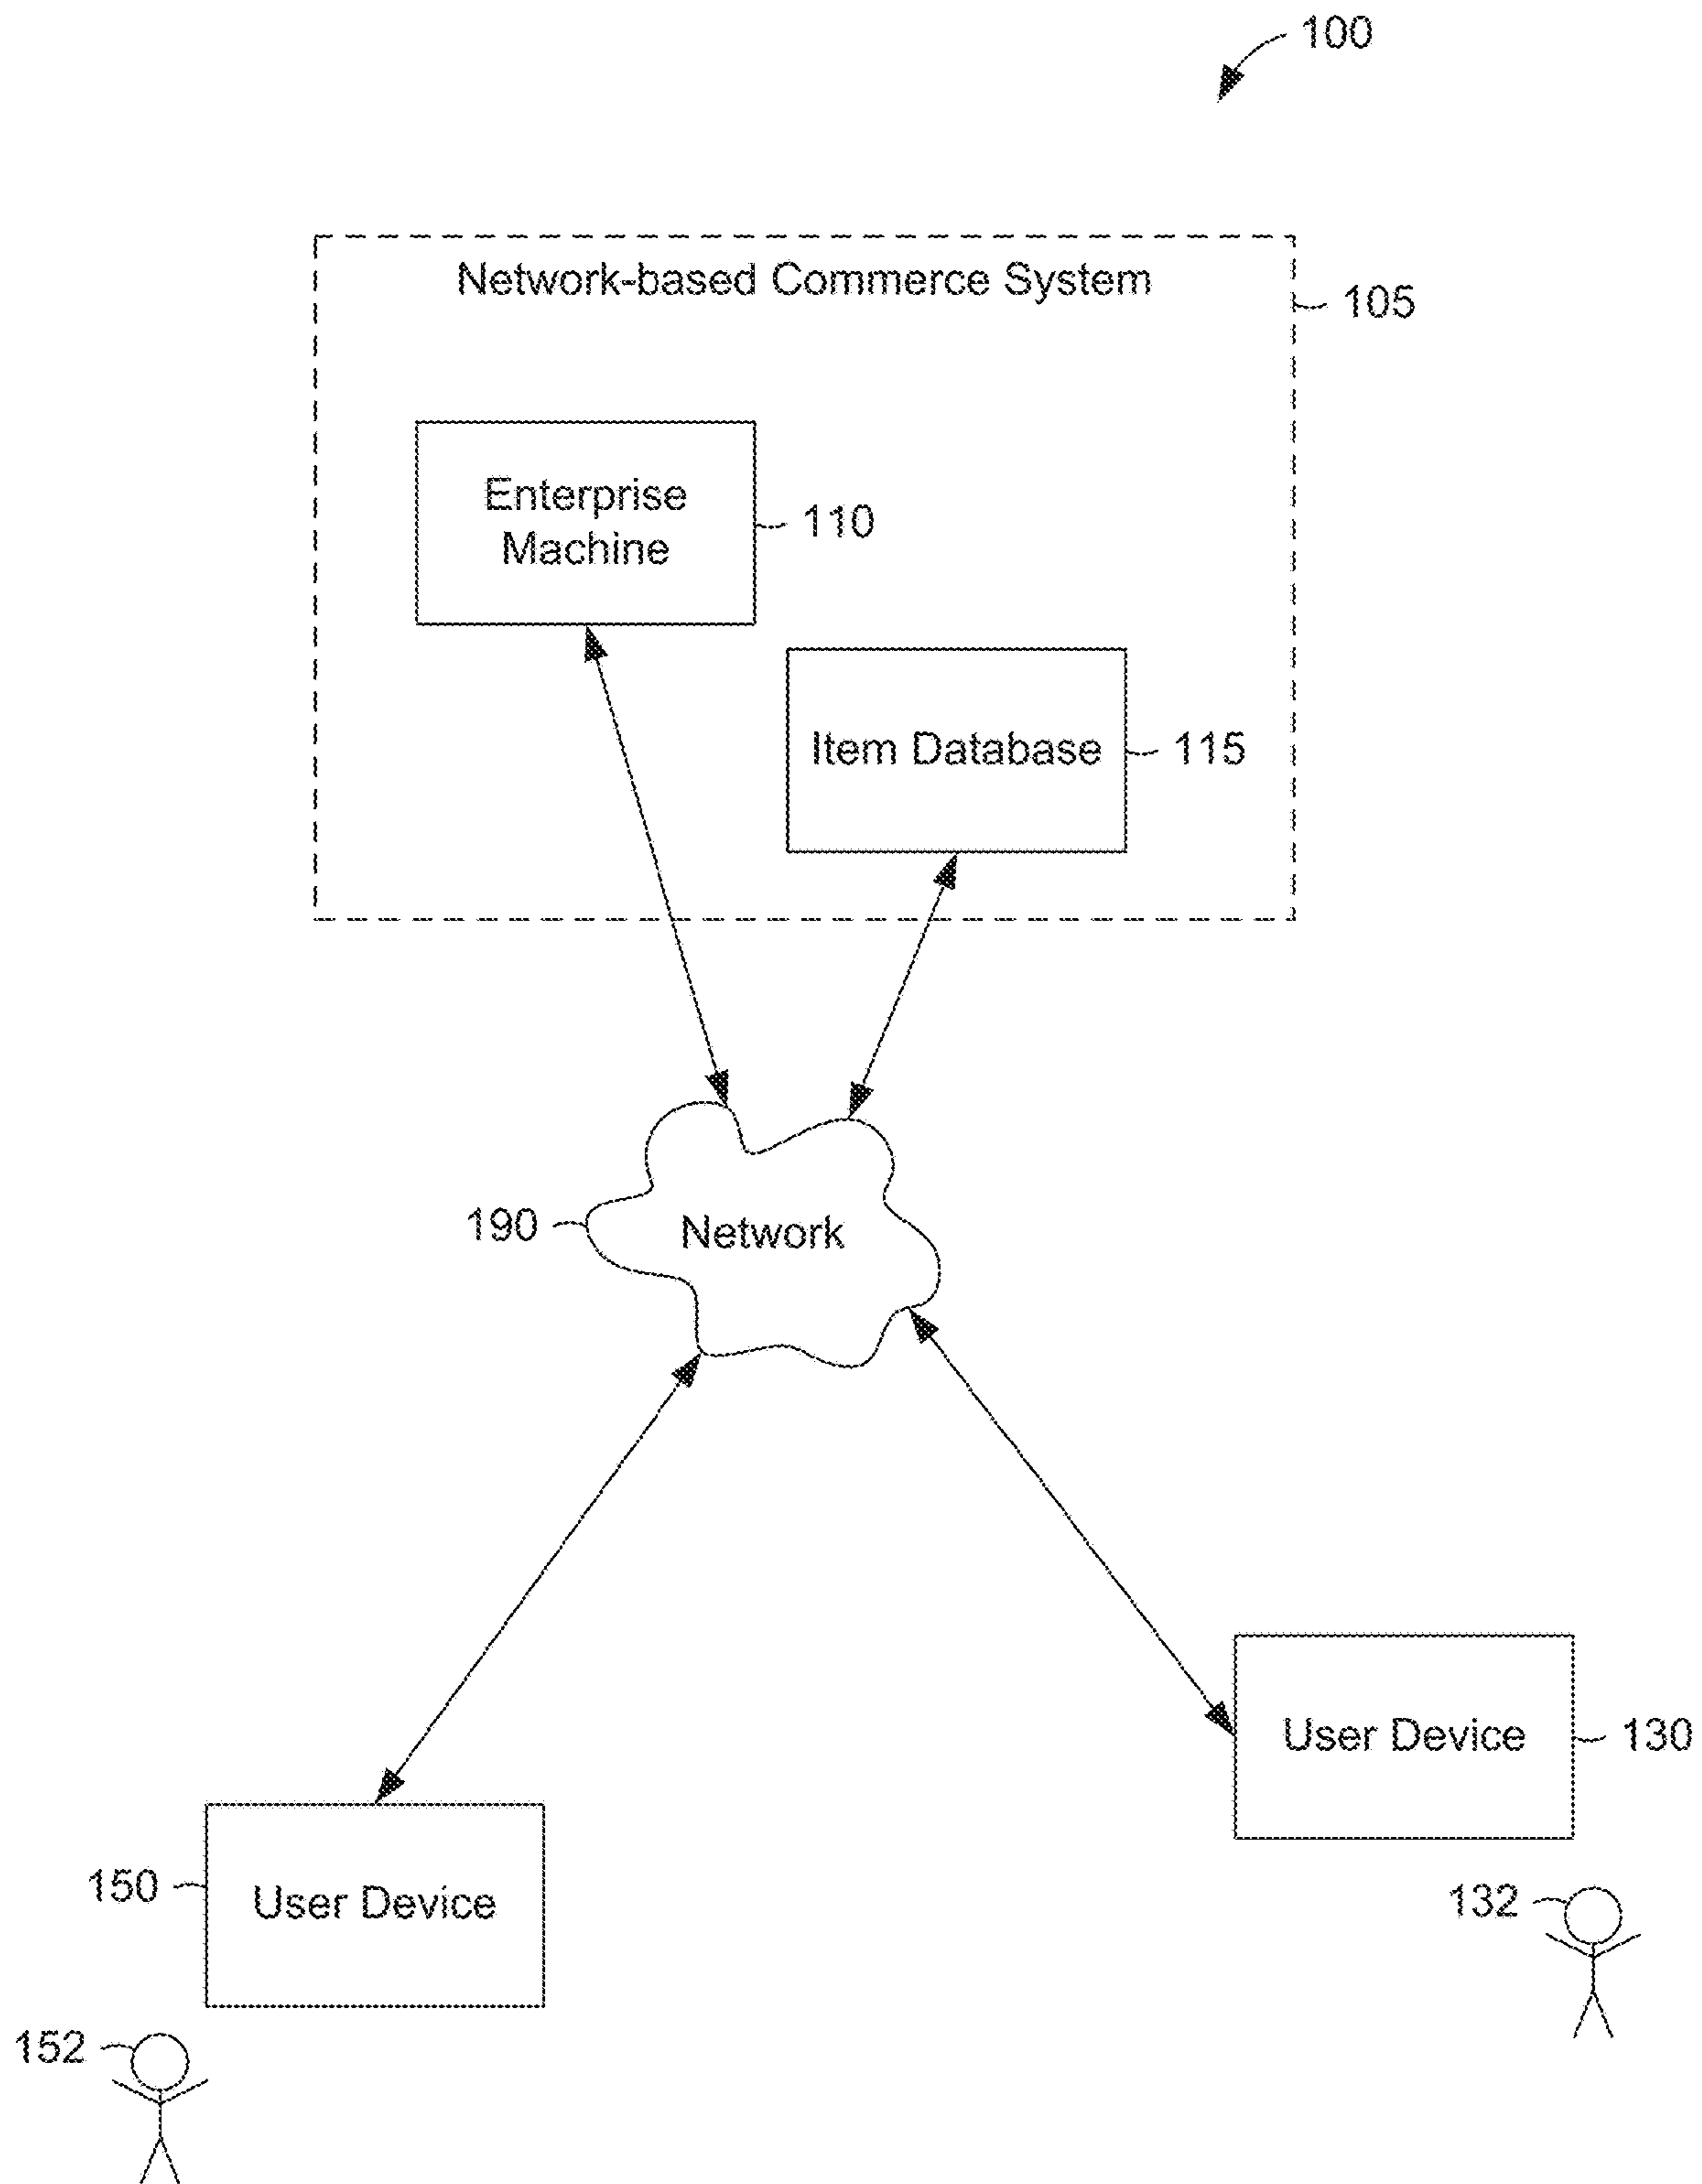 100
Network-based Commerce System
105
Enterprise
Machine
110
Item Database
115
190
Network
User Device
130
150
User Device
132
152